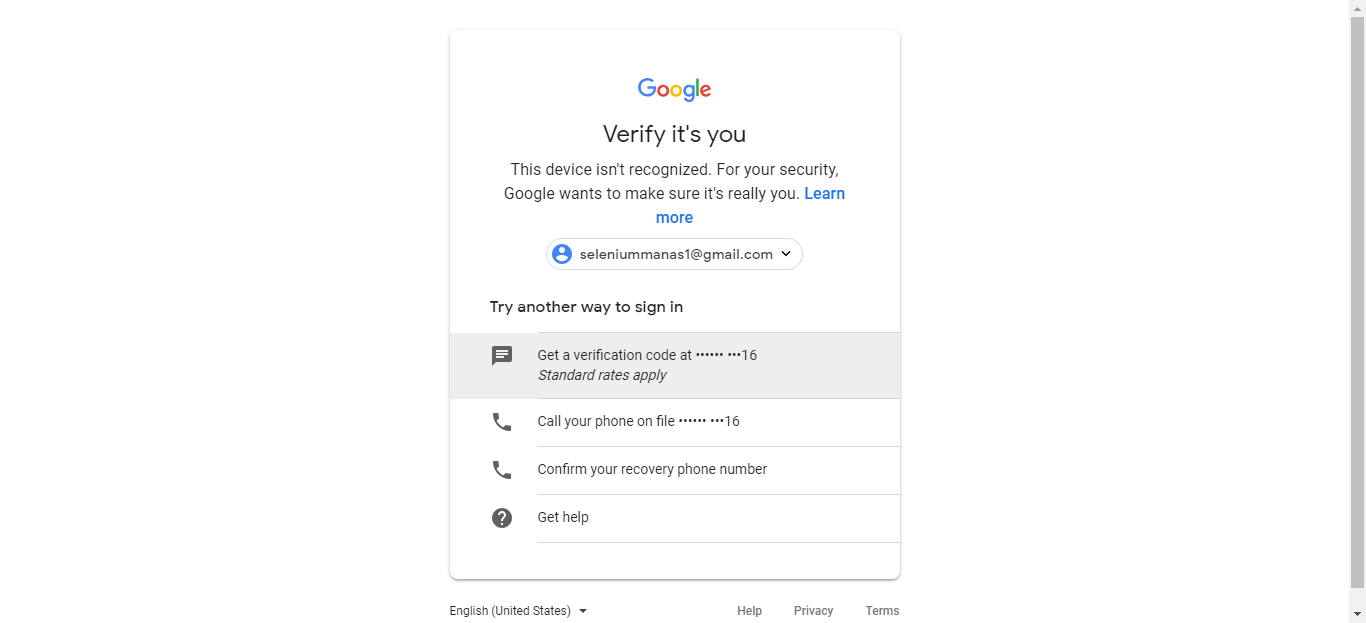 Google
Verify it's you
This device isn't recognized. For your security,
Google wants to make sure it's really you. Learn
more
seleniummanas1@gmail.com
Try another way to sign in
Get a verification code at •••••• •••16
Standard rates apply
Call your phone on file •••••• •••16
Confirm your recovery phone number
Get help
English (United States)
Help Privacy Terms